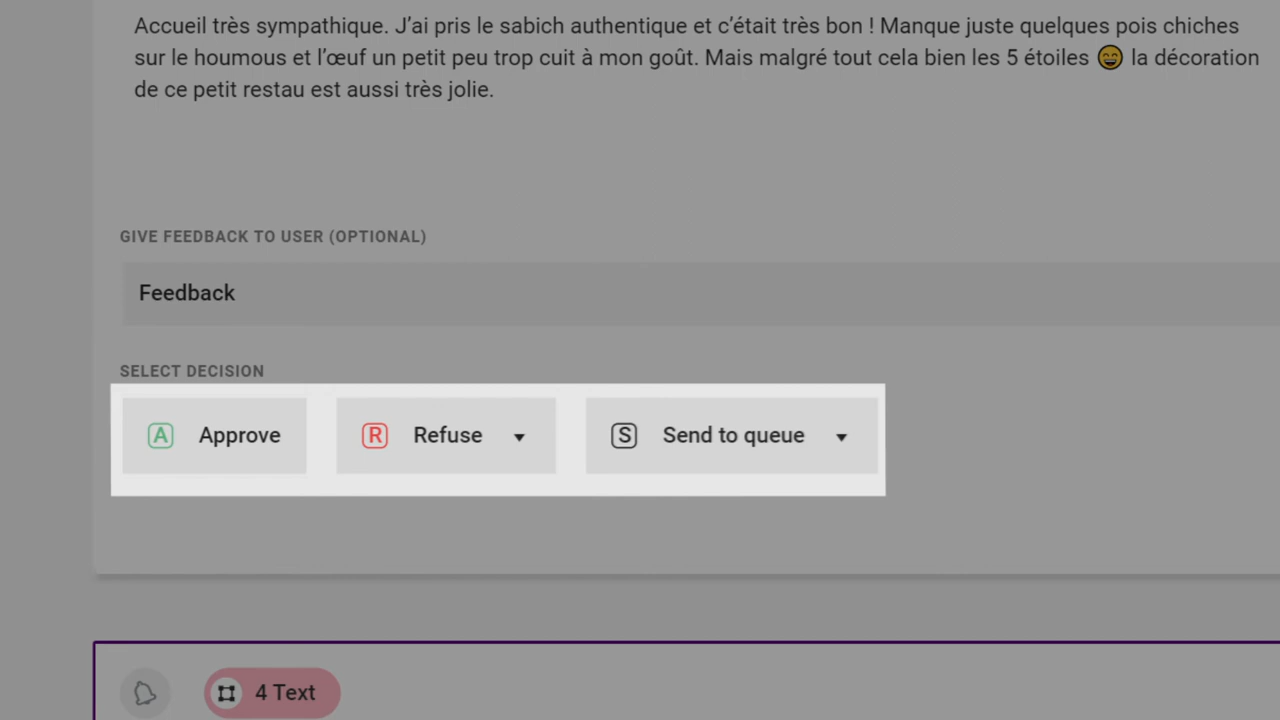 Accueil très sympathique. J’ai pris le sabich authentique et c’était très bon ! Manque juste quelques pois chiches
sur le houmous et l’œuf un petit peu trop cuit à mon goût. Mais malgré tout cela bien les 5 étoiles 😄 la décoration
de ce petit restau est aussi très jolie.
GIVE FEEDBACK TO USER (OPTIONAL)
Feedback
SELECT DECISION
A Approve R Refuse S Send to queue
4 Text